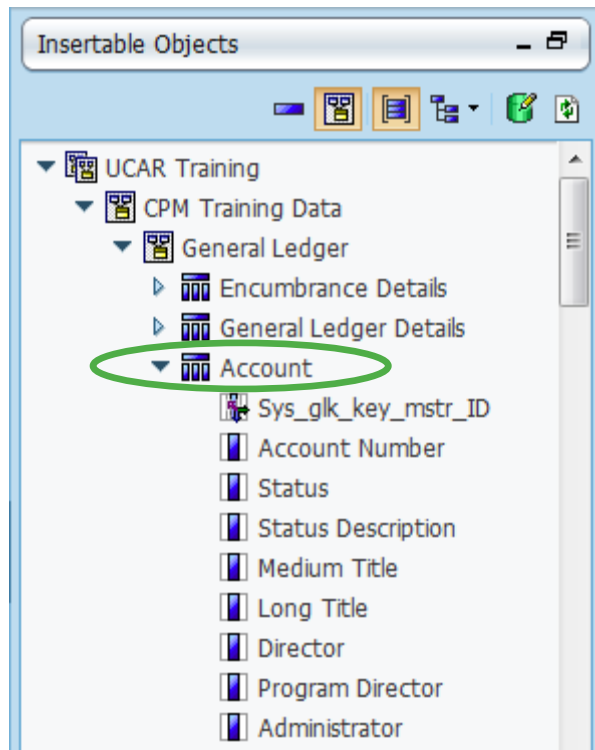 Insertable Objects
UCAR Training
CPM Training Data
General Ledger
Encumbrance Details
General Ledger Details
Account
Sys_glk_key_mstr_ID
Account Number
Status
Status Description
Medium Title
Long Title
Director
Program Director
Administrator